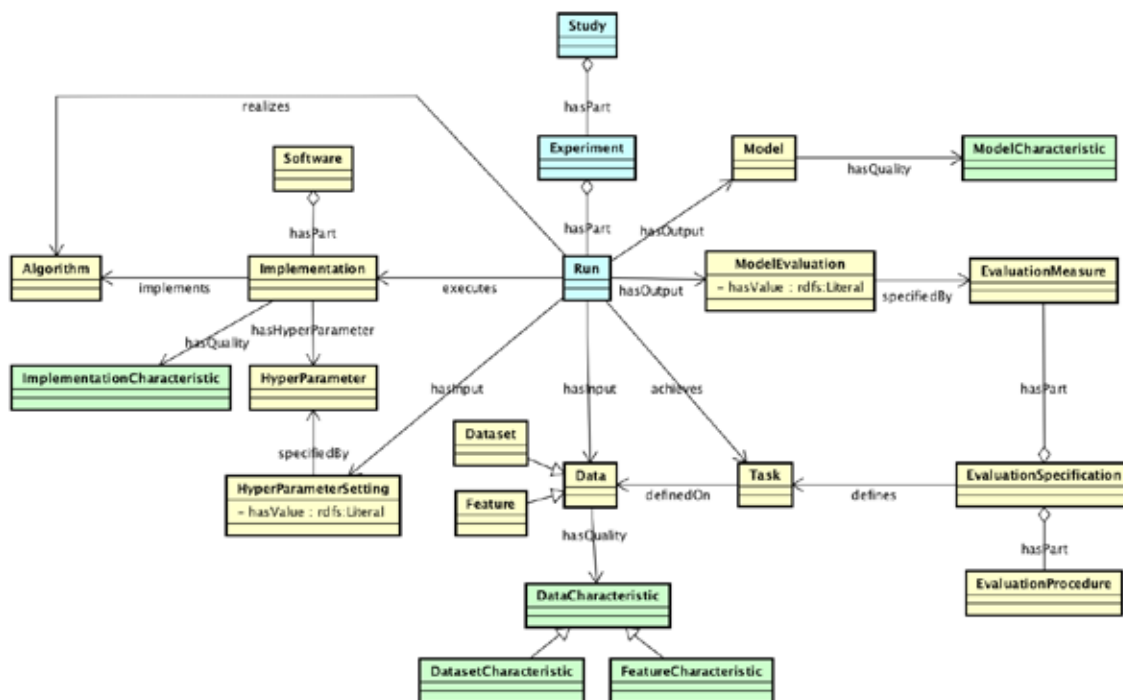 Study
hasPart
realizes
Experiment
Model
ModelCharacteristic
hasQuality
Software
hasPart
hasPart
hasOutput
Algorithm
Implementation
Run
ModelEvaluation
- hasValue : rdfs:Literal
EvaluationMeasure
implements
executes
hasOutput
specifiedBy
hasQuality
hasHyperParameter
ImplementationCharacteristic
HyperParameter
hasInput
hasInput
achieves
hasPart
specifiedBy
Dataset
HyperParameterSetting
- hasValue : rdfs:Literal
Data
Task
EvaluationSpecification
Feature
definedOn
defines
hasQuality
hasPart
EvaluationProcedure
DataCharacteristic
DatasetCharacteristic
FeatureCharacteristic